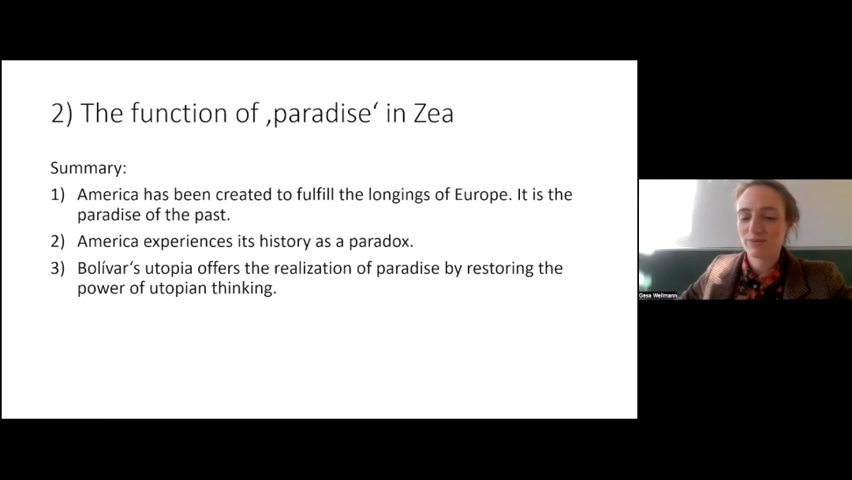 2) The function of ‚paradise‘ in Zea
Summary:
1) America has been created to fulfill the longings of Europe. It is the
paradise of the past.
2) America experiences its history as a paradox.
3) Bolívar‘s utopia offers the realization of paradise by restoring the
power of utopian thinking.
Gesa Wellmann